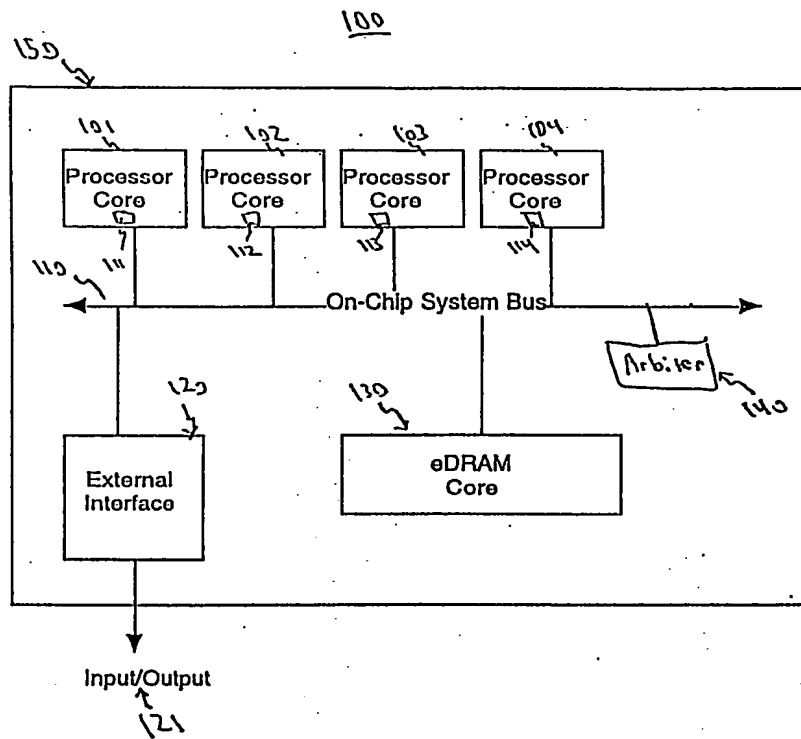 100
150
101 102 103 104
Processor Core
Processor Core
Processor Core
Processor Core
111 112 113 114
110
On-Chip System Bus
Arbiter
140
120
130
External Interface
eDRAM Core
Input/Output
121